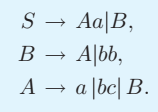 S → Aa|B,
B → A|bb,
A → a |bc| B.